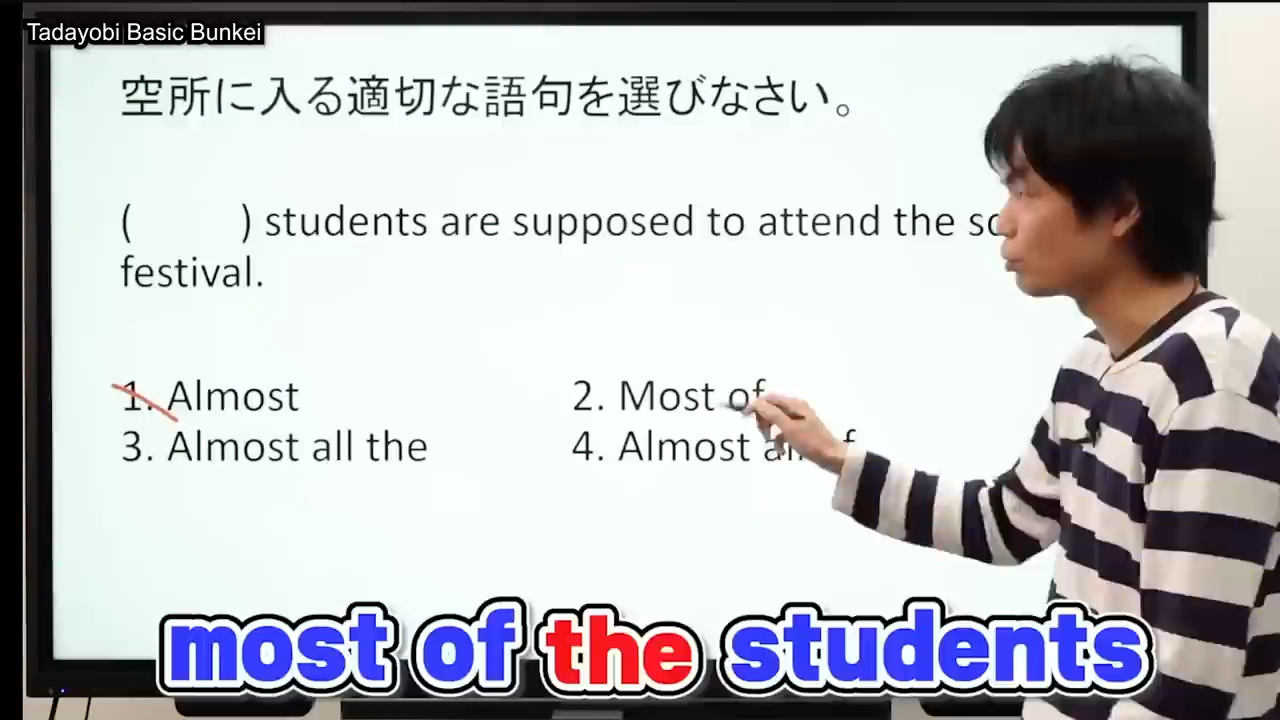 Tadayobi Basic Bunkei
空所に入る適切な語句を選びなさい。
( ) students are supposed to attend the
festival.
1. Almost
2. Most of
3. Almost all the
4. Almost
most of the students